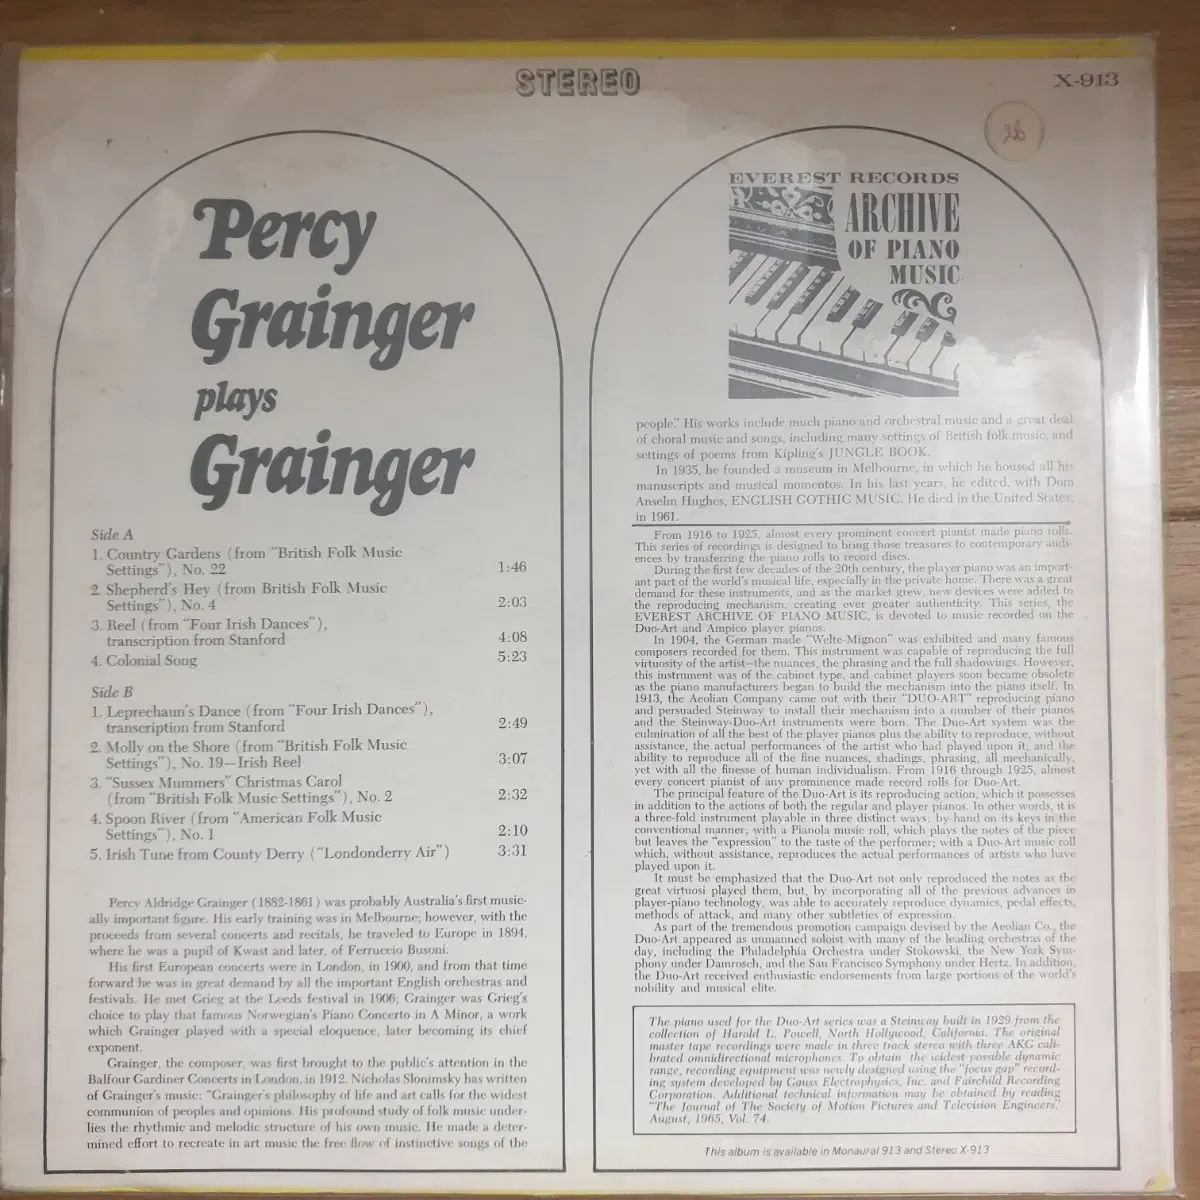 STEREO
X-913
26
Percy
Grainger
plays
Grainger
Side A
1. Country Gardens (from "British Folk Music
Settings"), No. 22 1:46
2. Shepherd's Hey (from British Folk Music
Settings"), No. 4 2:03
3. Reel (from "Four Irish Dances"),
transcription from Stanford 4:08
4. Colonial Song 5:23
Side B
1. Leprechaun's Dance (from "Four Irish Dances"),
transcription from Stanford 2:49
2. Molly on the Shore (from "British Folk Music
Settings"), No. 19—Irish Reel 3:07
3. "Sussex Mummers" Christmas Carol
(from "British Folk Music Settings"), No. 2 2:32
4. Spoon River (from "American Folk Music
Settings"), No. 1 2:10
5. Irish Tune from County Derry ("Londonderry Air") 3:31
Percy Aldridge Grainger (1882-1861) was probably Australia's first music-
ally important figure. His early training was in Melbourne; however, with the
proceeds from several concerts and recitals, he traveled to Europe in 1894,
where he was a pupil of Kwast and later, of Ferruccio Busoni.
His first European concerts were in London, in 1900, and from that time
forward he was in great demand by all the important English orchestras and
festivals. He met Grieg at the Leeds festival in 1906; Grainger was Grieg's
choice to play that famous Norwegian's Piano Concerto in A Minor, a work
which Grainger played with a special eloquence, later becoming its chief
exponent.
Grainger, the composer, was first brought to the public's attention in the
Balfour Gardiner Concerts in London, in 1912. Nicholas Slonimsky has written
of Grainger's music: "Grainger's philosophy of life and art calls for the widest
communion of peoples and opinions. His profound study of folk music under-
lies the rhythmic and melodic structure of his own music. He made a deter-
mined effort to recreate in art music the free flow of instinctive songs of the
EVEREST RECORDS
ARCHIVE
OF PIANO
MUSIC
people." His works include much piano and orchestral music and a great deal
of choral music and songs, including many settings of British folk music, and
settings of poems from Kipling's JUNGLE BOOK.
In 1935, he founded a museum in Melbourne, in which he housed all his
manuscripts and musical momentos. In his last years, he edited, with Dom
Anselm Hughes, ENGLISH GOTHIC MUSIC. He died in the United States,
in 1961.
From 1916 to 1925, almost every prominent concert pianist made piano rolls.
This series of recordings is designed to bring those treasures to contemporary audi-
ences by transferring the piano rolls to record discs.
During the first few decades of the 20th century, the player piano was an import-
ant part of the world's musical life, especially in the private home. There was a great
demand for these instruments, and as the market grew, new devices were added to
the reproducing mechanism, creating ever greater authenticity. This series, the
EVEREST ARCHIVE OF PIANO MUSIC, is devoted to music recorded on the
Duo-Art and Ampico player pianos.
In 1904, the German made "Welte-Mignon" was exhibited and many famous
composers recorded for them. This instrument was capable of reproducing the full
virtuosity of the artist—the nuances, the phrasing and the full shadowings. However,
this instrument was of the cabinet type, and cabinet players soon became obsolete
as the piano manufacturers began to build the mechanism into the piano itself. In
1913, the Aeolian Company came out with their "DUO-ART" reproducing piano
and persuaded Steinway to install their mechanism into a number of their pianos
and the Steinway-Duo-Art instruments were born. The Duo-Art system was the
culmination of all the best of the player pianos plus the ability to reproduce, without
assistance, the actual performances of the artist who had played upon it; and the
ability to reproduce all of the fine nuances, shadings, phrasing, all mechanically,
yet with all the finesse of human individualism. From 1916 through 1925, almost
every concert pianist of any prominence made record rolls for Duo-Art.
The principal feature of the Duo-Art is its reproducing action, which it possesses
in addition to the actions of both the regular and player pianos. In other words, it is
a three-fold instrument playable in three distinct ways: by hand on its keys in the
conventional manner; with a Pianola music roll, which plays the notes of the piece
but leaves the "expression" to the taste of the performer; with a Duo-Art music roll
which, without assistance, reproduces the actual performances of artists who have
played upon it.
It must be emphasized that the Duo-Art not only reproduced the notes as the
great virtuosi played them, but, by incorporating all of the previous advances in
player-piano technology, was able to accurately reproduce dynamics, pedal effects,
methods of attack, and many other subtleties of expression.
As part of the tremendous promotion campaign devised by the Aeolian Co., the
Duo-Art appeared as unmanned soloist with many of the leading orchestras of the
day, including the Philadelphia Orchestra under Stokowski, the New York Sym-
phony under Damrosch, and the San Francisco Symphony under Hertz. In addition,
the Duo-Art received enthusiastic endorsements from large portions of the world's
nobility and musical elite.
The piano used for the Duo-Art series was a Steinway built in 1929 from the
collection of Harold L. Powell, North Hollywood, California. The original
master tape recordings were made in three track stereo with three AKG cali-
brated omnidirectional microphones. To obtain the widest possible dynamic
range, recording equipment was newly designed using the "focus gap" record-
ing system developed by Gauss Electrophysics, Inc. and Fairchild Recording
Corporation. Additional technical information may be obtained by reading
"The Journal of The Society of Motion Pictures and Television Engineers,"
August, 1965, Vol. 74.
This album is available in Monaural 913 and Stereo X-913